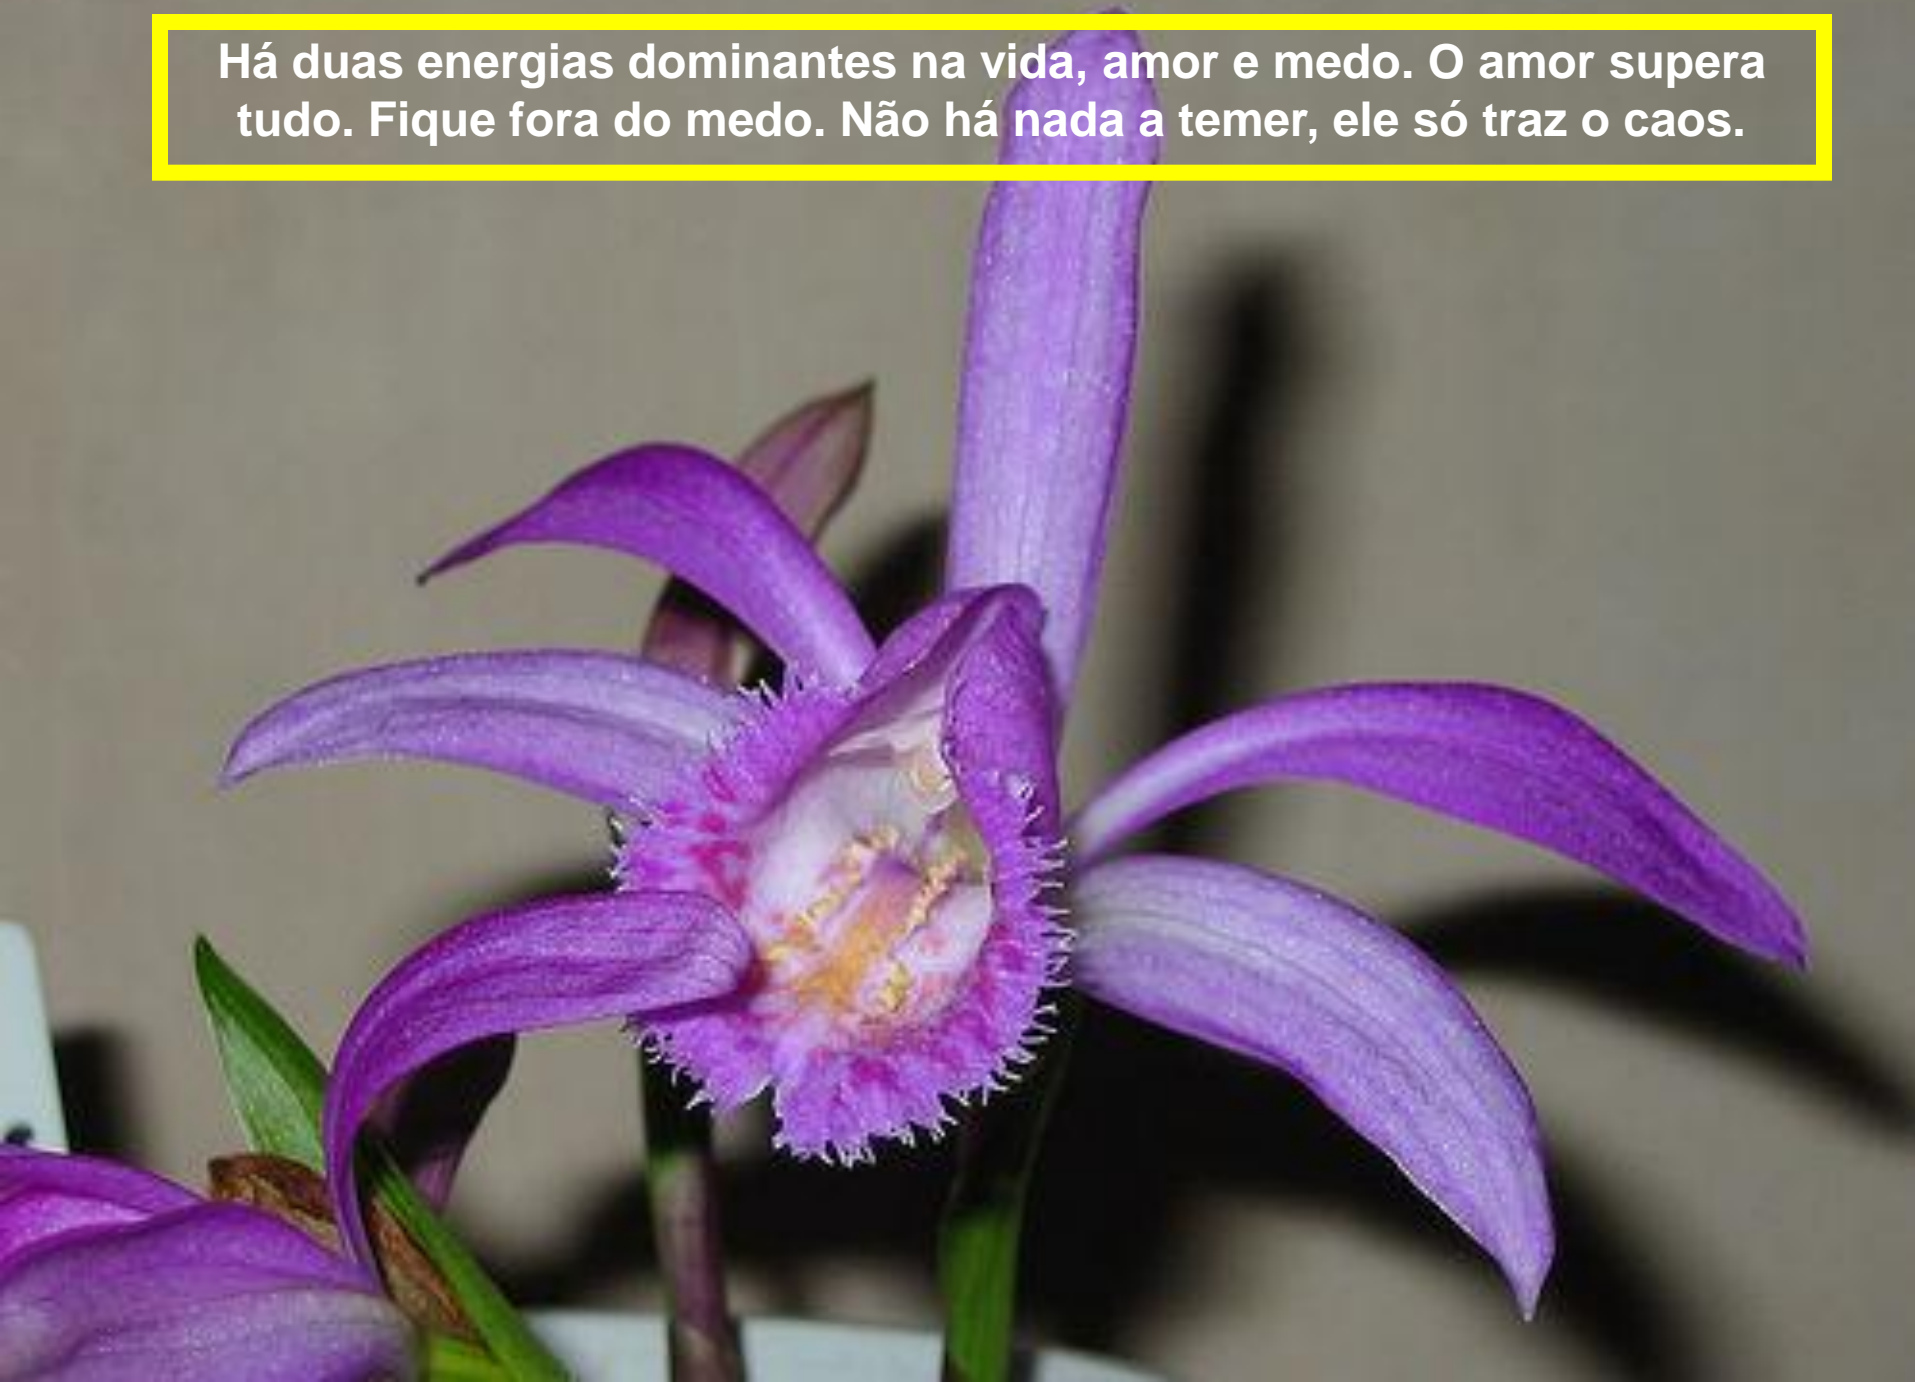 Há duas energias dominantes na vida, amor e medo. O amor supera
tudo. Fique fora do medo. Não há nada a temer, ele só traz o caos.